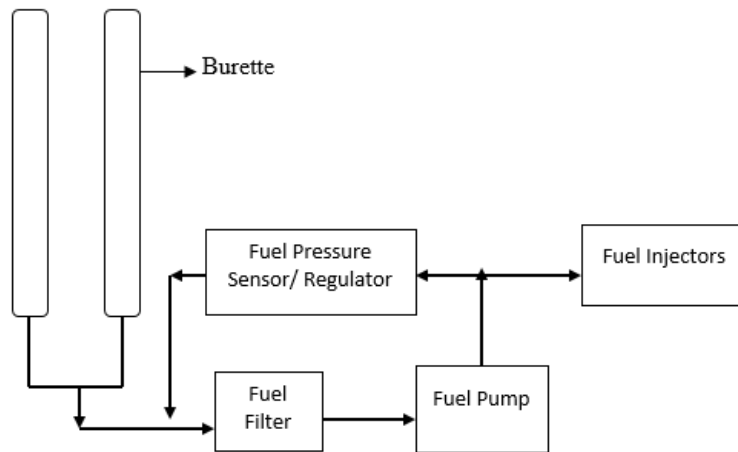 Burette
Fuel Pressure
Sensor/ Regulator
Fuel Injectors
Fuel
Filter
Fuel Pump